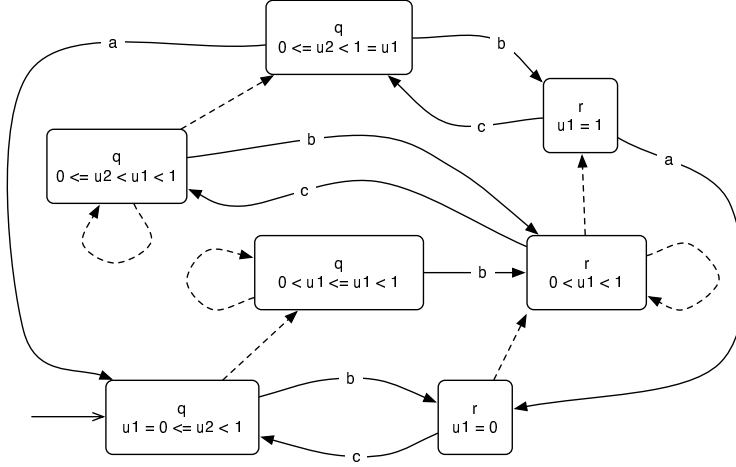 q
0 <= u2 < 1 = u1
a
b
r
u1 = 1
c
q
0 <= u2 < u1 < 1
b
a
c
q
0 < u1 <= u1 < 1
b
r
0 < u1 < 1
q
u1 = 0 <= u2 < 1
b
r
u1 = 0
c